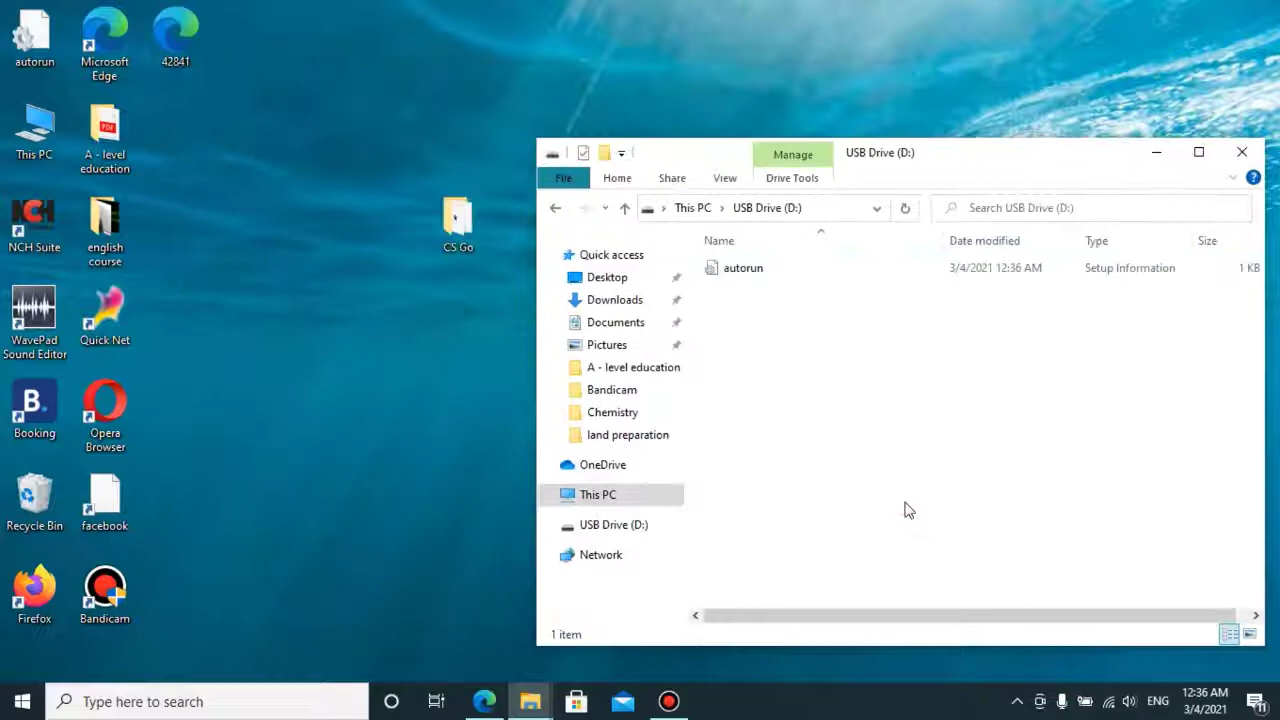 autorun
Microsoft
Edge
42841
This PC
A - level
education
NCH
NCH Suite
english
course
CS Go
WavePad
Sound Editor
Quick Net
B.
Booking
Opera
Browser
Recycle Bin
facebook
Firefox
Bandicam
PDF
Manage
USB Drive (D:)
File
Home
Share
View
Drive Tools
This PC
USB Drive (D:)
Search USB Drive (D:)
Name
Date modified
Type
Size
autorun
3/4/2021 12:36 AM
Setup Information
1 KB
Quick access
Desktop
Downloads
Documents
Pictures
A - level education
Bandicam
Chemistry
land preparation
OneDrive
This PC
USB Drive (D:)
Network
1 item
Type here to search
ENG
12:36 AM
3/4/2021
11